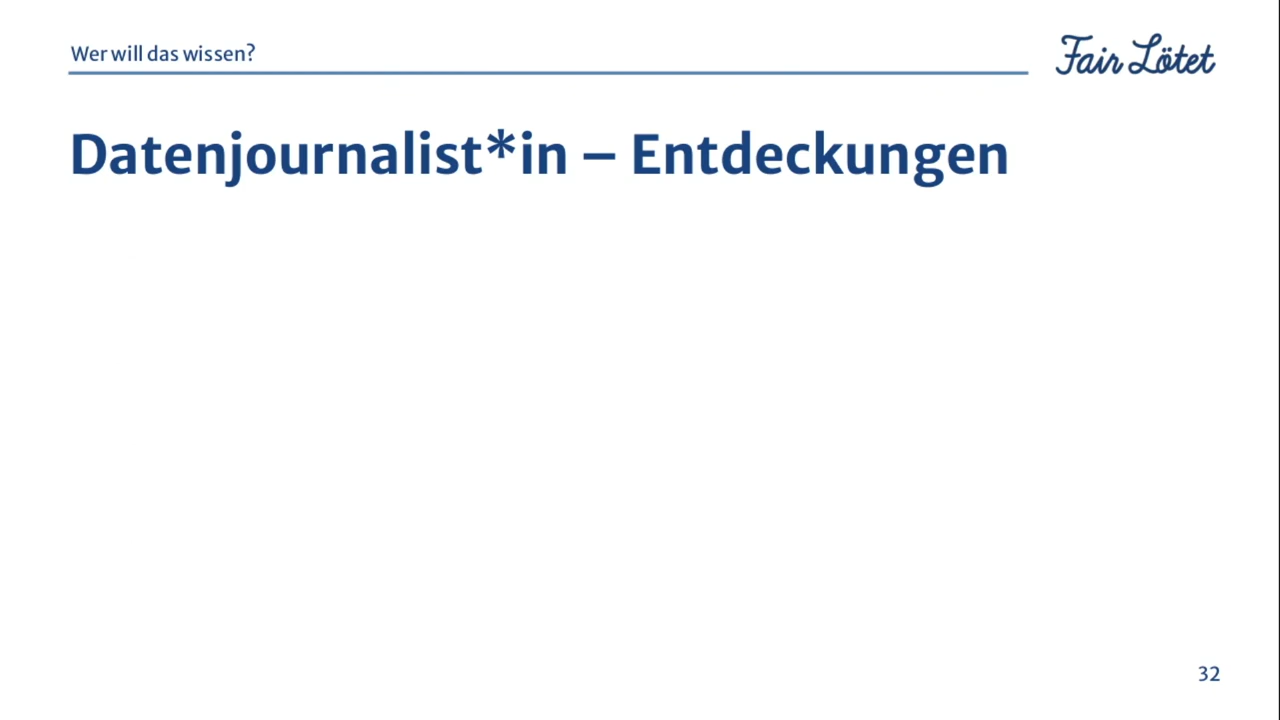 Wer will das wissen?
Fair Lötet
Datenjournalist*in – Entdeckungen
32